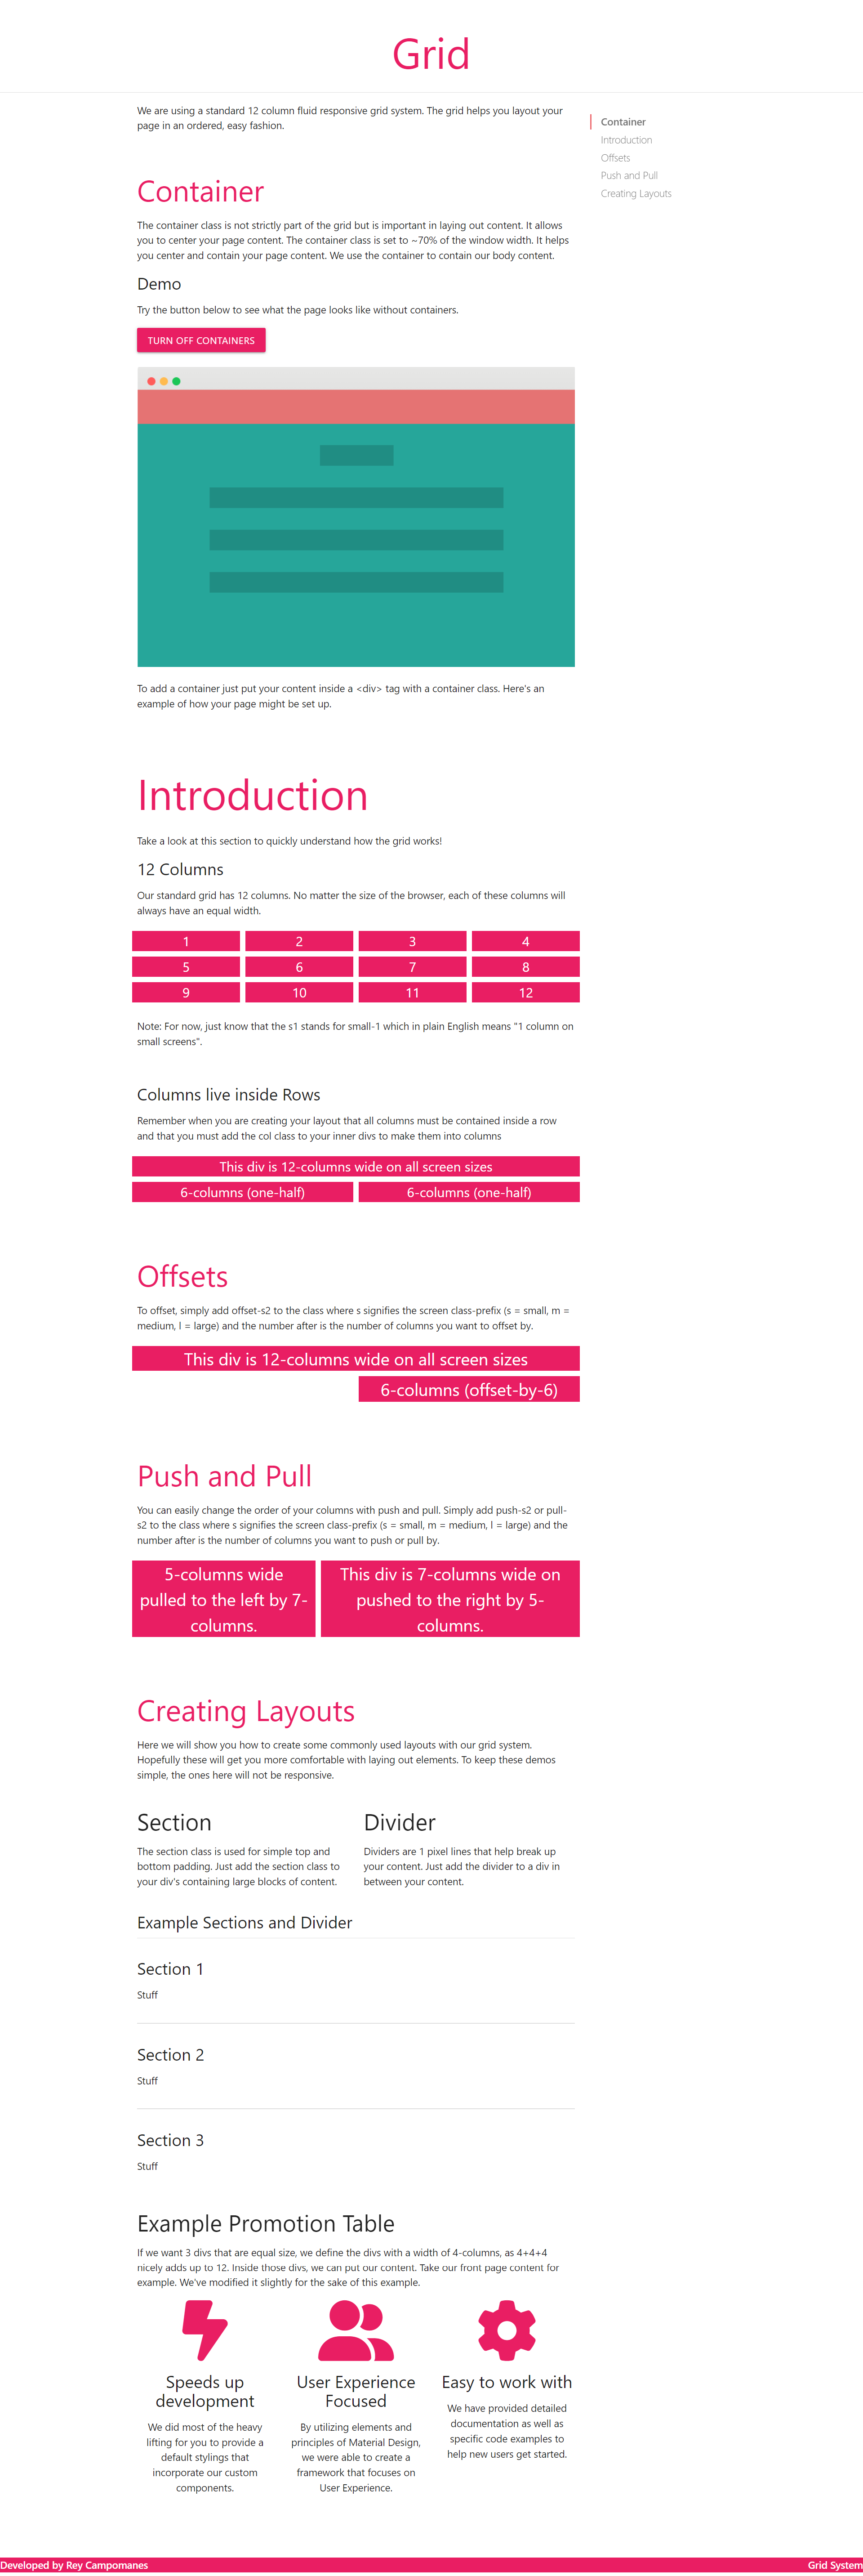 Grid
We are using a standard 12 column fluid responsive grid system. The grid helps you layout your
page in an ordered, easy fashion.
Container
Introduction
Offsets
Push and Pull
Creating Layouts
Container
The container class is not strictly part of the grid but is important in laying out content. It allows
you to center your page content. The container class is set to ~70% of the window width. It helps
you center and contain your page content. We use the container to contain our body content.
Demo
Try the button below to see what the page looks like without containers.
TURN OFF CONTAINERS
To add a container just put your content inside a <div> tag with a container class. Here's an
example of how your page might be set up.
Introduction
Take a look at this section to quickly understand how the grid works!
12 Columns
Our standard grid has 12 columns. No matter the size of the browser, each of these columns will
always have an equal width.
1 2 3 4
5 6 7 8
9 10 11 12
Note: For now, just know that the s1 stands for small-1 which in plain English means "1 column on
small screens".
Columns live inside Rows
Remember when you are creating your layout that all columns must be contained inside a row
and that you must add the col class to your inner divs to make them into columns
This div is 12-columns wide on all screen sizes
6-columns (one-half) 6-columns (one-half)
Offsets
To offset, simply add offset-s2 to the class where s signifies the screen class-prefix (s = small, m =
medium, l = large) and the number after is the number of columns you want to offset by.
This div is 12-columns wide on all screen sizes
6-columns (offset-by-6)
Push and Pull
You can easily change the order of your columns with push and pull. Simply add push-s2 or pull-
s2 to the class where s signifies the screen class-prefix (s = small, m = medium, l = large) and the
number after is the number of columns you want to push or pull by.
5-columns wide
pulled to the left by 7-
columns.
This div is 7-columns wide on
pushed to the right by 5-
columns.
Creating Layouts
Here we will show you how to create some commonly used layouts with our grid system.
Hopefully these will get you more comfortable with laying out elements. To keep these demos
simple, the ones here will not be responsive.
Section
The section class is used for simple top and
bottom padding. Just add the section class to
your div's containing large blocks of content.
Divider
Dividers are 1 pixel lines that help break up
your content. Just add the divider to a div in
between your content.
Example Sections and Divider
Section 1
Stuff
Section 2
Stuff
Section 3
Stuff
Example Promotion Table
If we want 3 divs that are equal size, we define the divs with a width of 4-columns, as 4+4+4
nicely adds up to 12. Inside those divs, we can put our content. Take our front page content for
example. We've modified it slightly for the sake of this example.
Speeds up
development
We did most of the heavy
lifting for you to provide a
default stylings that
incorporate our custom
components.
User Experience
Focused
By utilizing elements and
principles of Material Design,
we were able to create a
framework that focuses on
User Experience.
Easy to work with
We have provided detailed
documentation as well as
specific code examples to
help new users get started.
Developed by Rey Campomanes
Grid System